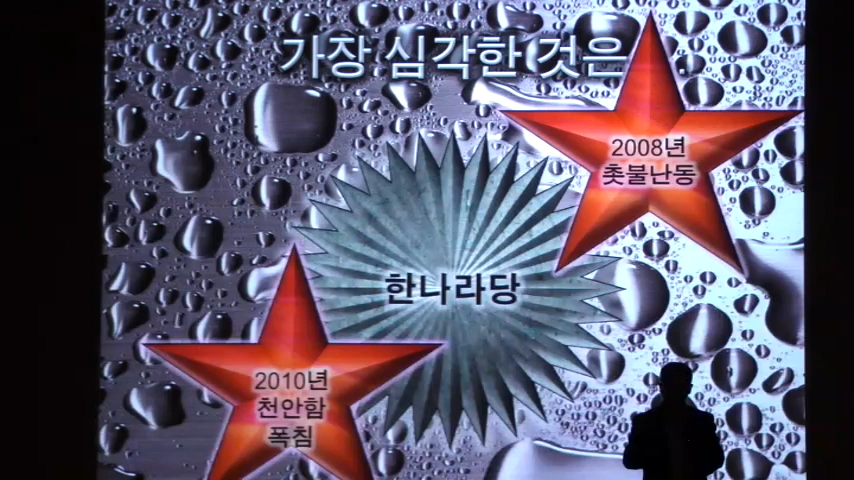 가장 심각한 것은
2008년
촛불난동
한나라당
2010년
천안함
폭침